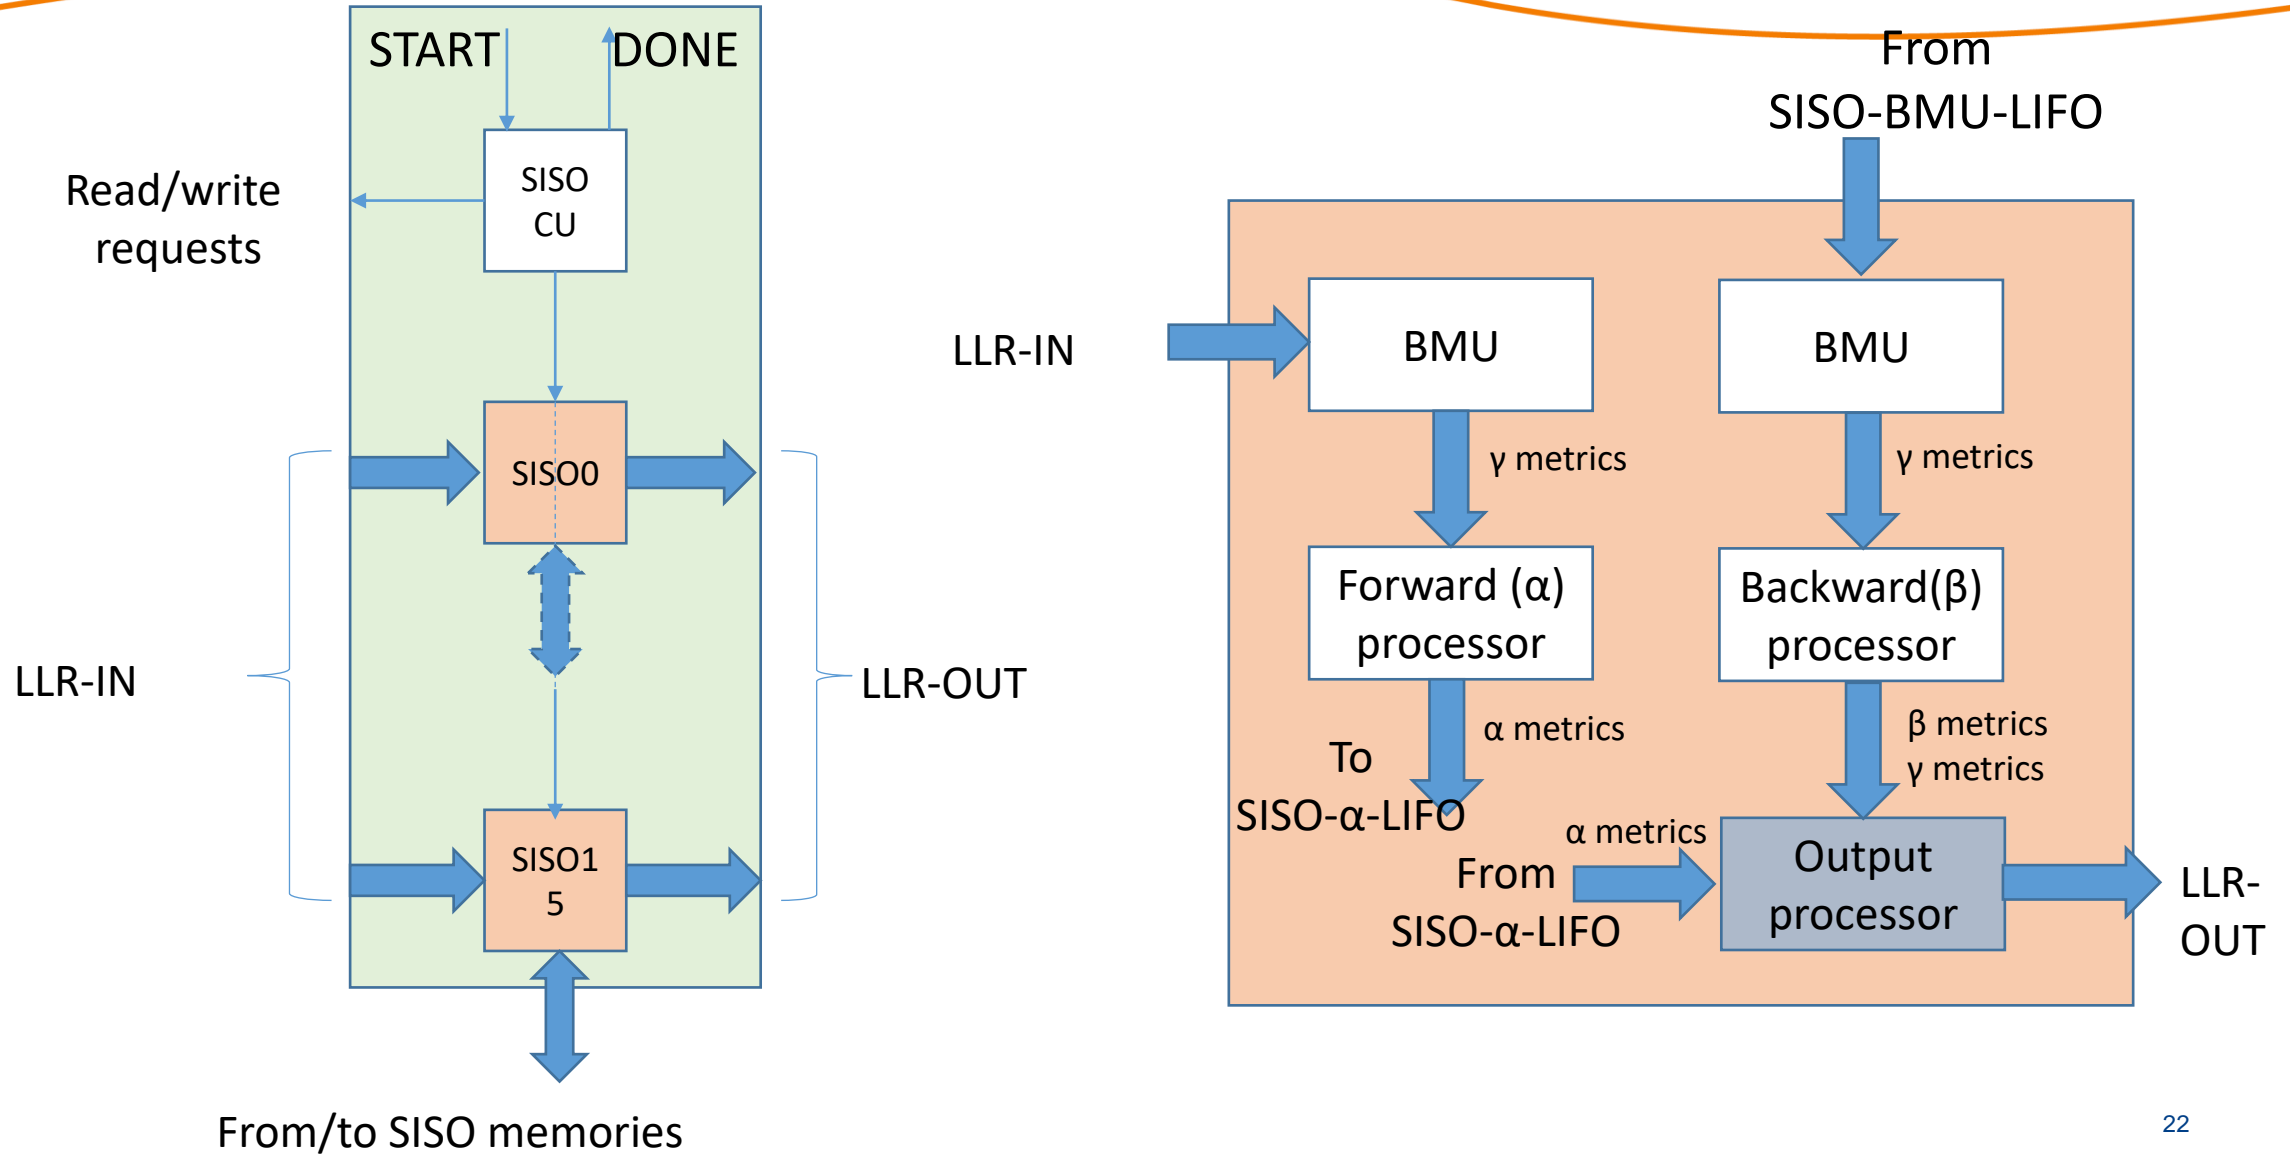 START
DONE
SISO
CU
Read/write
requests
SISO0
LLR-IN
LLR-OUT
SISO1
5
From/to SISO memories
From
SISO-BMU-LIFO
LLR-IN
BMU
BMU
γ metrics
γ metrics
Forward (α)
processor
Backward(β)
processor
α metrics
β metrics
γ metrics
To
SISO-α-LIFO
α metrics
From
SISO-α-LIFO
Output
processor
LLR-
OUT
22